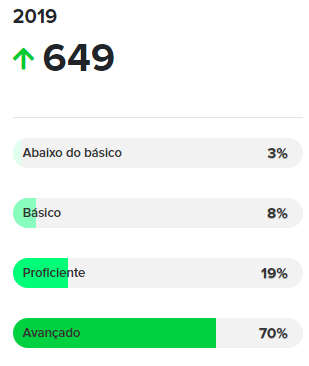 2019
649
Abaixo do básico 3%
Básico 8%
Proficiente 19%
Avançado 70%